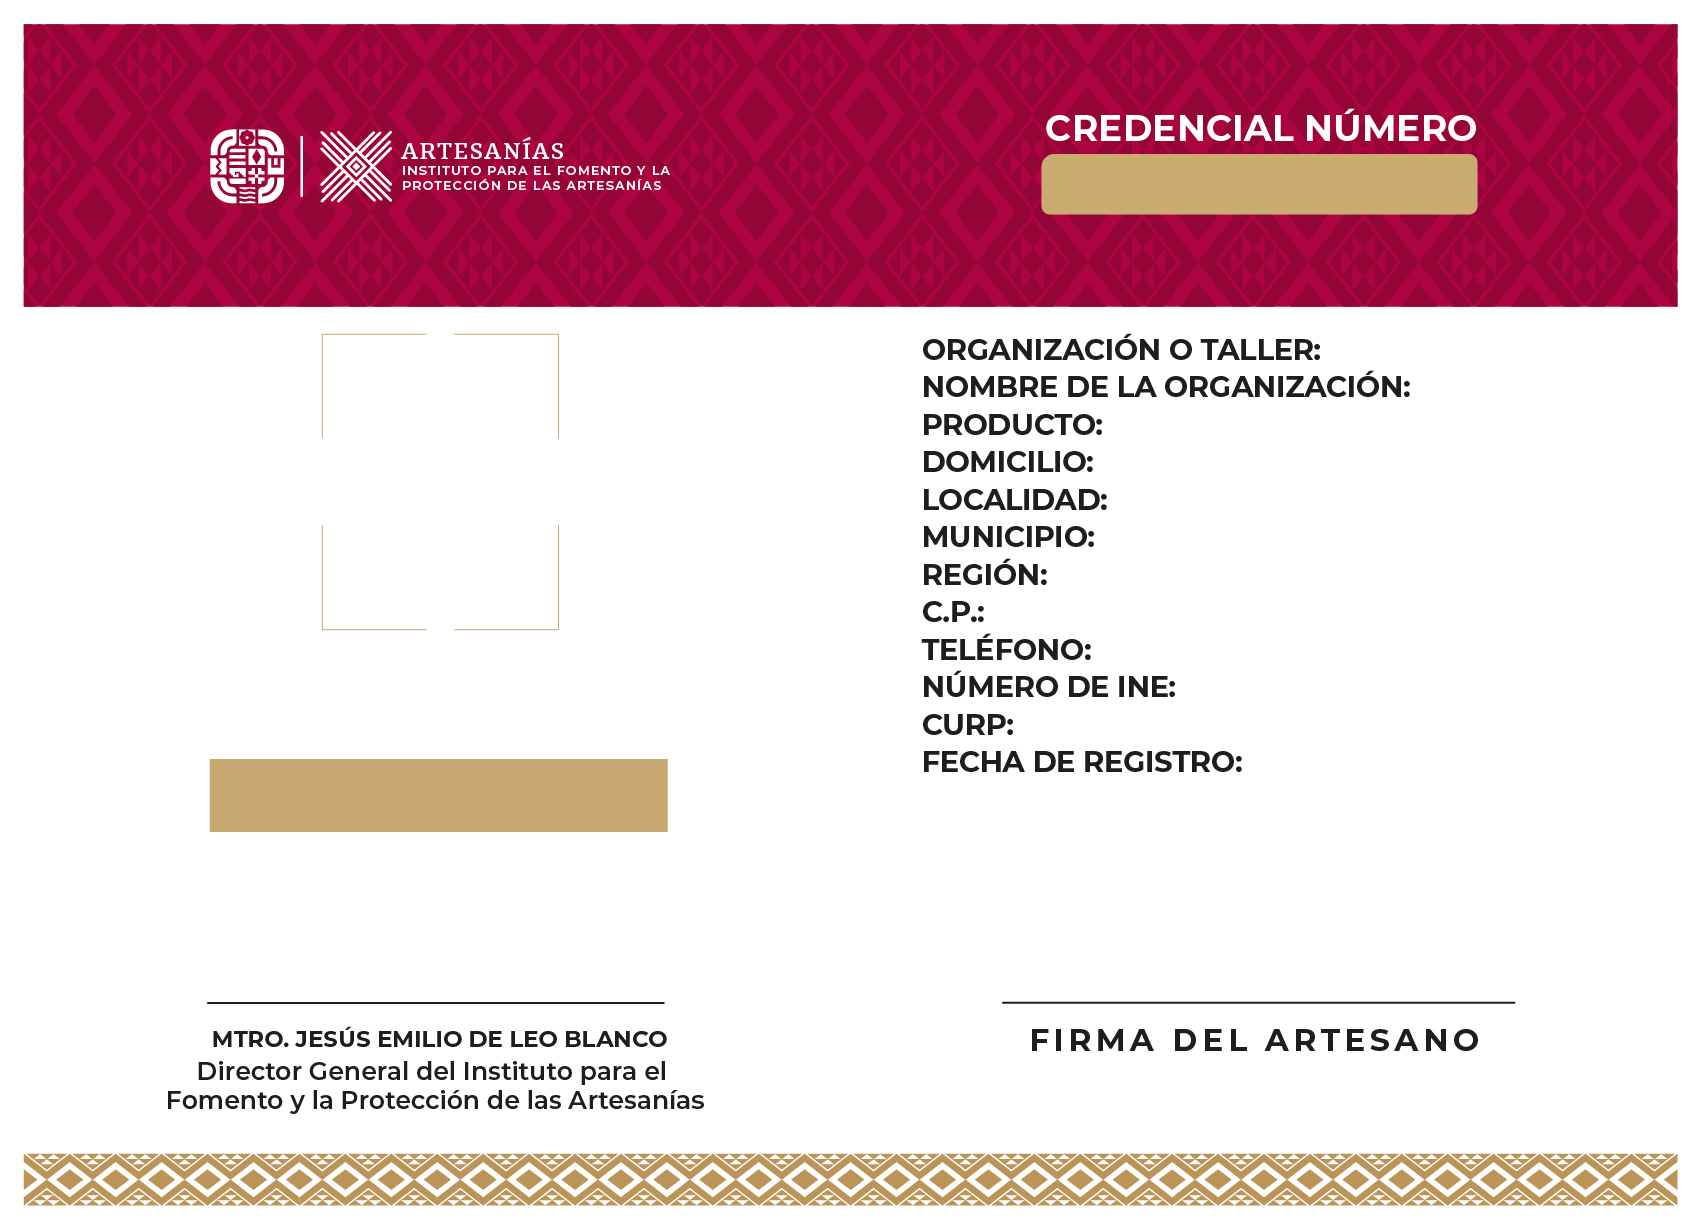 ARTESANÍAS
INSTITUTO PARA EL FOMENTO Y LA
PROTECCIÓN DE LAS ARTESANÍAS
CREDENCIAL NÚMERO
ORGANIZACIÓN O TALLER:
NOMBRE DE LA ORGANIZACIÓN:
PRODUCTO:
DOMICILIO:
LOCALIDAD:
MUNICIPIO:
REGIÓN:
C.P.:
TELÉFONO:
NÚMERO DE INE:
CURP:
FECHA DE REGISTRO:
MTRO. JESÚS EMILIO DE LEO BLANCO
Director General del Instituto para el
Fomento y la Protección de las Artesanías
FIRMA DEL ARTESANO